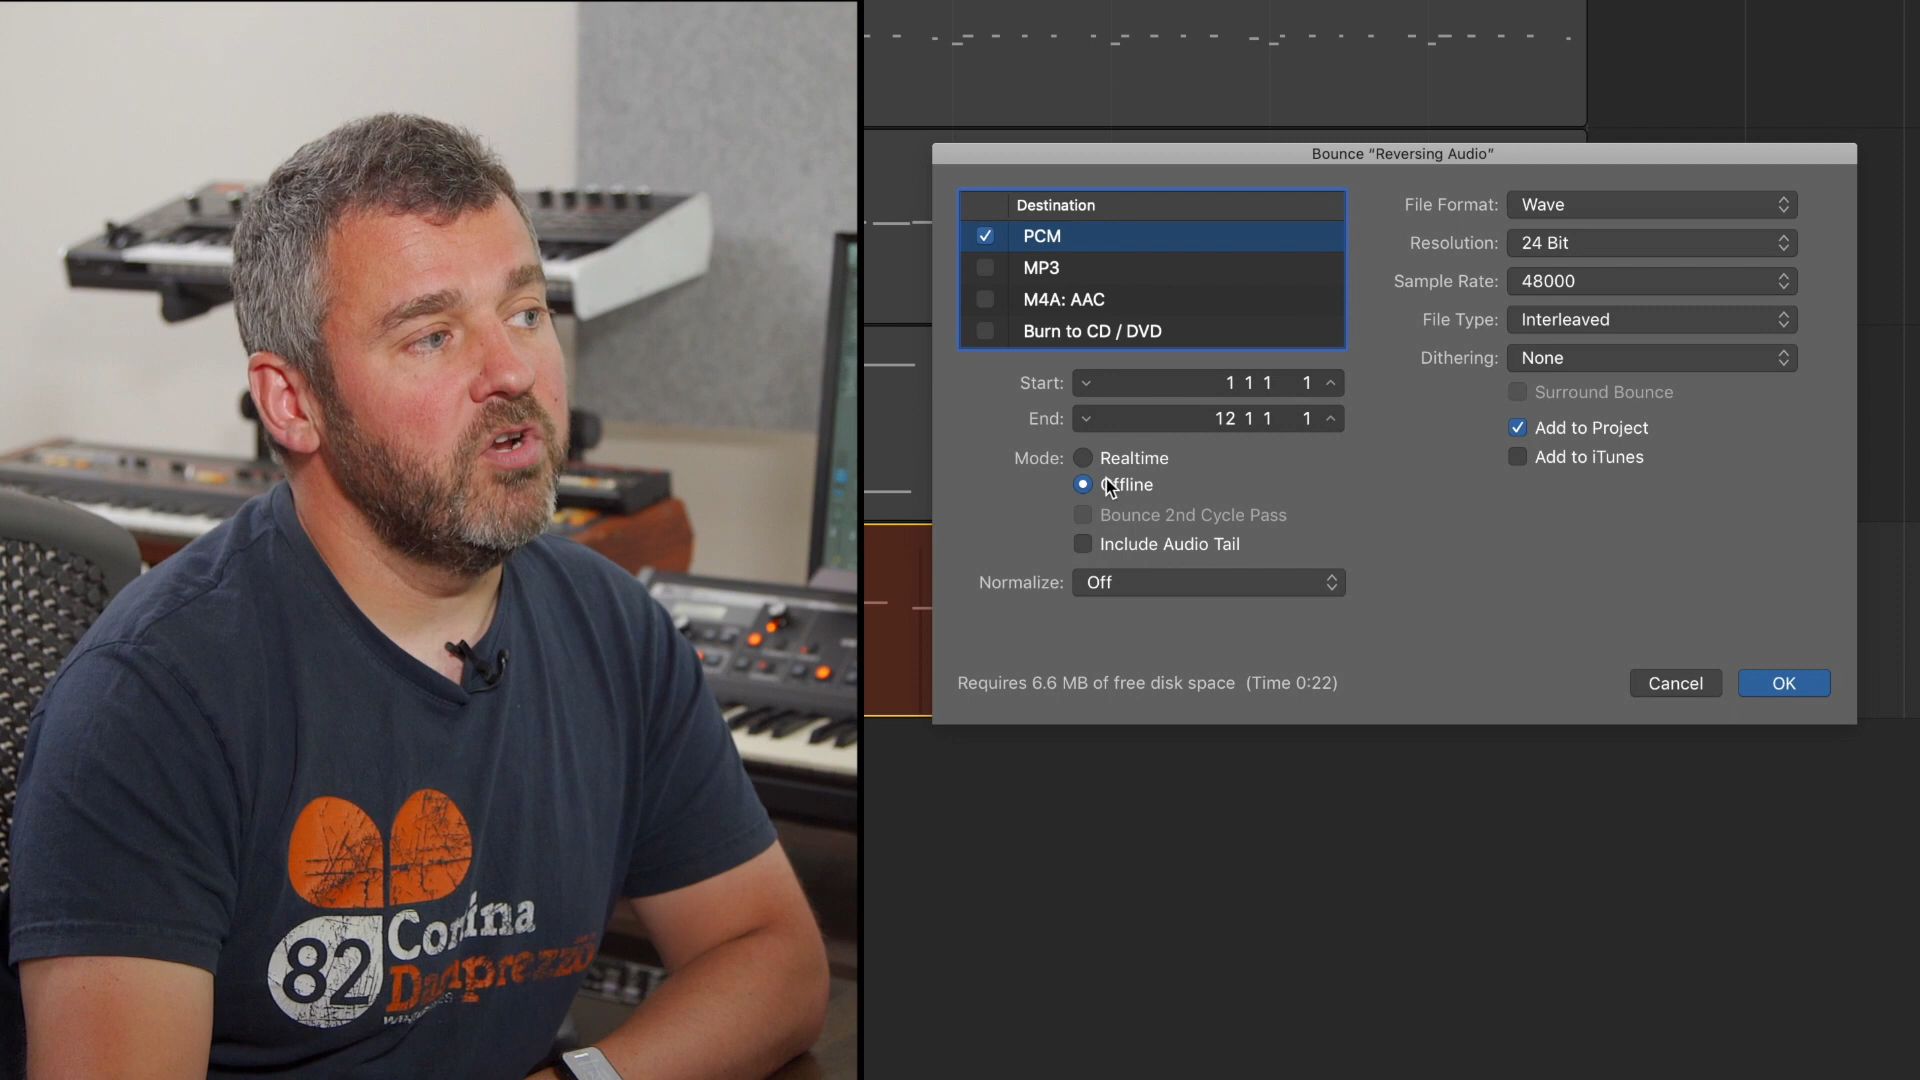 Bounce “Reversing Audio”
Destination
PCM
MP3
M4A: AAC
Burn to CD / DVD
Start: 1 1 1 1
End: 12 1 1 1
Mode: Realtime
Offline
Bounce 2nd Cycle Pass
Include Audio Tail
Normalize: Off
File Format: Wave
Resolution: 24 Bit
Sample Rate: 48000
File Type: Interleaved
Dithering: None
Surround Bounce
Add to Project
Add to iTunes
Requires 6.6 MB of free disk space (Time 0:22)
Cancel
OK
82